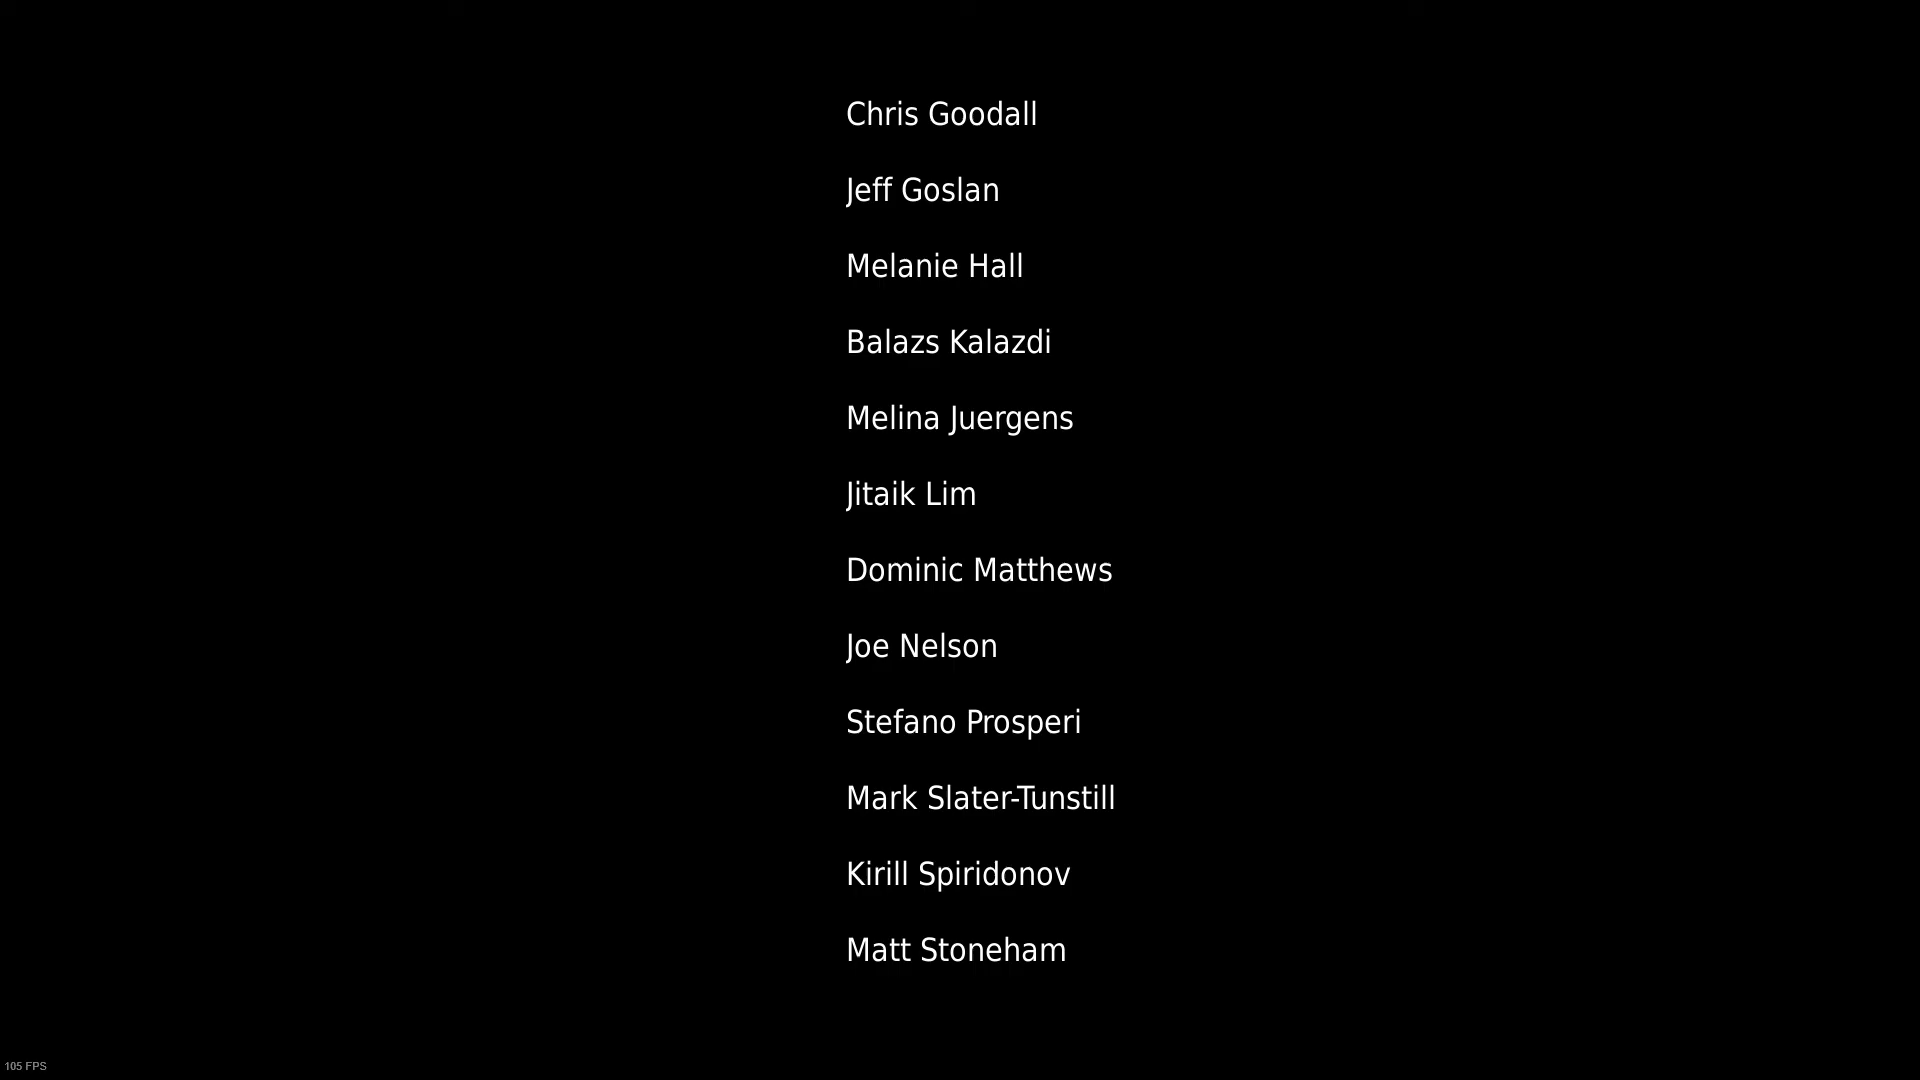 Chris Goodall
Jeff Goslan
Melanie Hall
Balazs Kalazdi
Melina Juergens
Jitaik Lim
Dominic Matthews
Joe Nelson
Stefano Prosperi
Mark Slater-Tunstill
Kirill Spiridonov
Matt Stoneham
105 FPS